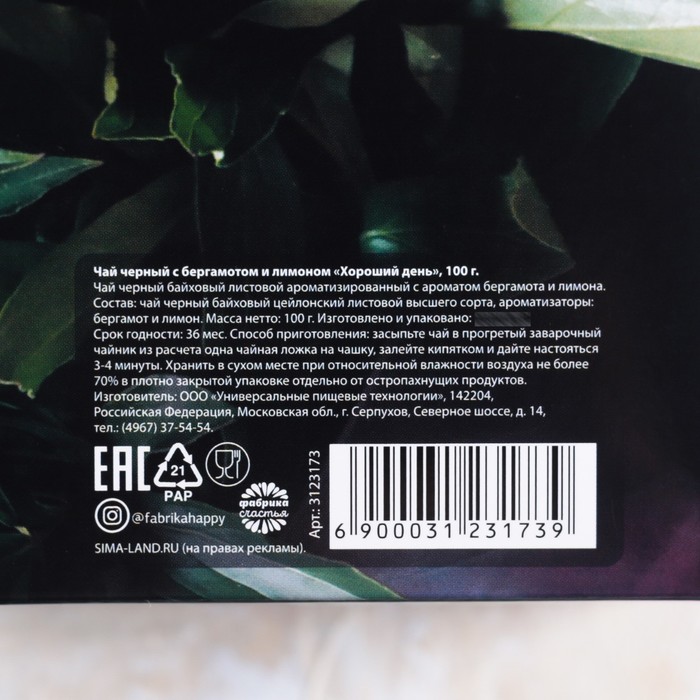 Чай черный с бергамотом и лимоном «Хороший день», 100 г.
Чай черный байховый листовой ароматизированный с ароматом бергамота и лимона.
Состав: чай черный байховый цейлонский листовой высшего сорта, ароматизаторы:
бергамот и лимон. Масса нетто: 100 г. Изготовлено и упаковано:
Срок годности: 36 мес. Способ приготовления: засыпьте чай в прогретый заварочный
чайник из расчета одна чайная ложка на чашку, залейте кипятком и дайте настояться
3-4 минуты. Хранить в сухом месте при относительной влажности воздуха не более
70% в плотно закрытой упаковке отдельно от остропахнущих продуктов.
Изготовитель: ООО «Универсальные пищевые технологии», 142204,
Российская Федерация, Московская обл., г. Серпухов, Северное шоссе, д. 14,
тел.: (4967) 37-54-54.
EAC
21
PAP
@fabrikahappy
фабрика
счастья
SIMA-LAND.RU (на правах рекламы).
Арт.: 3123173
6 900031 231739